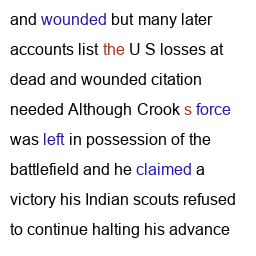 and wounded but many later
accounts list the U S losses at
dead and wounded citation
needed Although Crook s force
was left in possession of the
battlefield and he claimed a
victory his Indian scouts refused
to continue halting his advance